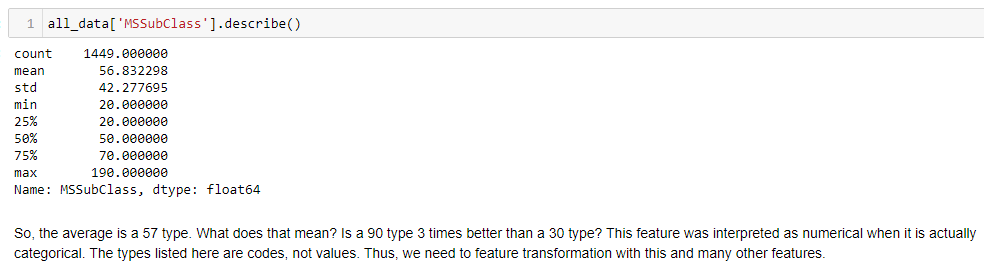 1 all_data['MSSubClass'].describe()
count    1449.000000
mean       56.832298
std        42.277695
min        20.000000
25%        20.000000
50%        50.000000
75%        70.000000
max       190.000000
Name: MSSubClass, dtype: float64
So, the average is a 57 type. What does that mean? Is a 90 type 3 times better than a 30 type? This feature was interpreted as numerical when it is actually
categorical. The types listed here are codes, not values. Thus, we need to feature transformation with this and many other features.